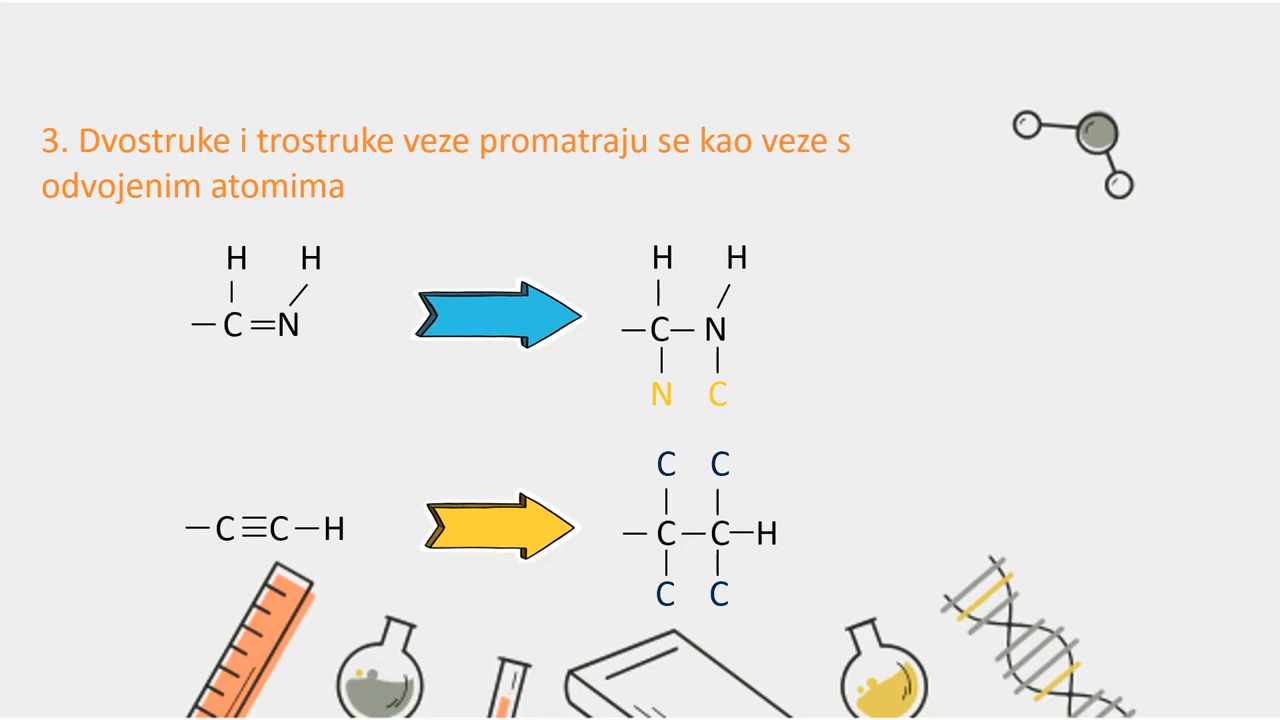 3. Dvostruke i trostruke veze promatraju se kao veze s
odvojenim atomima
H H
–C=N
H H
–C–N
N C
–C≡C–H
C C
–C–C–H
C C